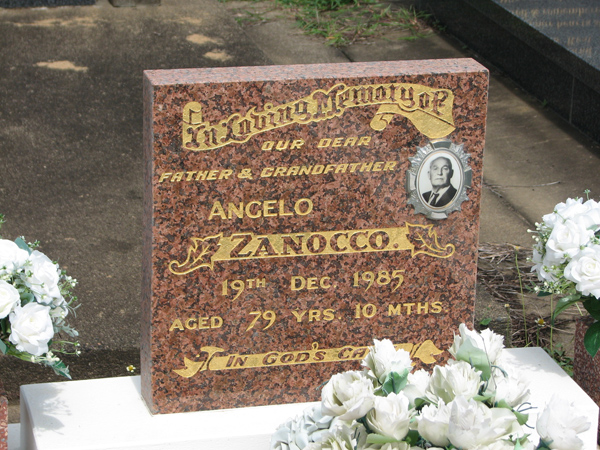 In Loving Memory of
OUR DEAR
FATHER & GRANDFATHER
ANGELO
ZANOCCO.
19TH DEC. 1985
AGED 79 YRS. 10 MTHS.
IN GOD'S